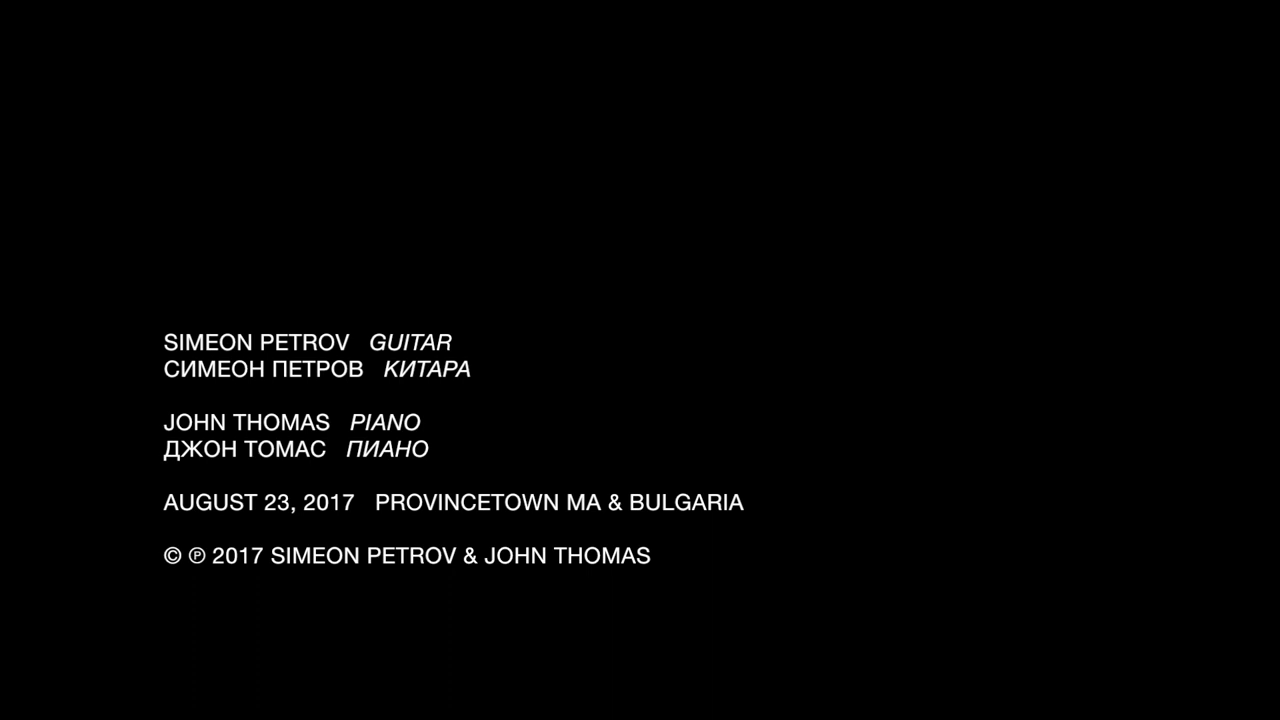 SIMEON PETROV GUITAR
СИМЕОН ПЕТРОВ КИТАРА
JOHN THOMAS PIANO
ДЖОН ТОМАС ПИАНО
AUGUST 23, 2017 PROVINCETOWN MA & BULGARIA
© ℗ 2017 SIMEON PETROV & JOHN THOMAS